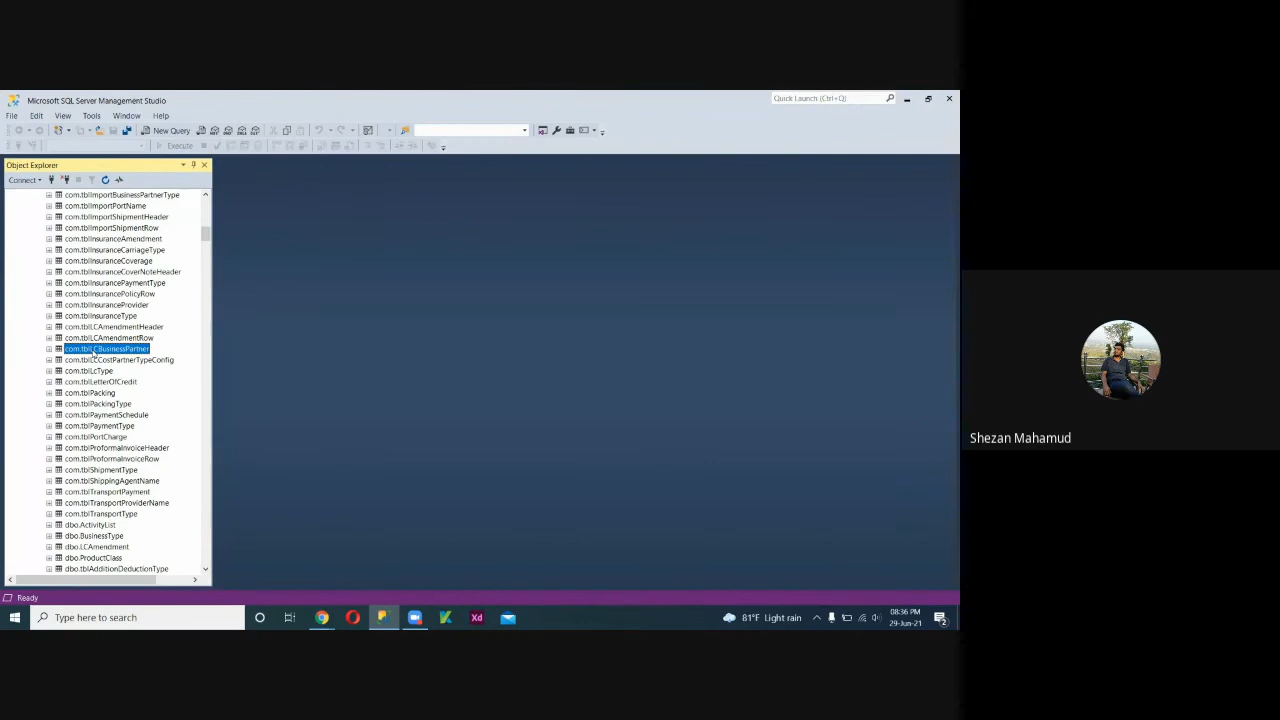 Microsoft SQL Server Management Studio
Quick Launch (Ctrl+Q)
File Edit View Tools Window Help
New Query
Execute
Object Explorer
Connect
com.tblImportBusinessPartnerType
com.tblImportPortName
com.tblImportShipmentHeader
com.tblImportShipmentRow
com.tblInsuranceAmendment
com.tblInsuranceCarriageType
com.tblInsuranceCoverage
com.tblInsuranceCoverNoteHeader
com.tblInsurancePaymentType
com.tblInsurancePolicyRow
com.tblInsuranceProvider
com.tblInsuranceType
com.tblLCAmendmentHeader
com.tblLCAmendmentRow
com.tblLCBusinessPartner
com.tblLCCostPartnerTypeConfig
com.tblLcType
com.tblLetterOfCredit
com.tblPacking
com.tblPackingType
com.tblPaymentSchedule
com.tblPaymentType
com.tblPortCharge
com.tblProformaInvoiceHeader
com.tblProformaInvoiceRow
com.tblShipmentType
com.tblShippingAgentName
com.tblTransportPayment
com.tblTransportProviderName
com.tblTransportType
dbo.ActivityList
dbo.BusinessType
dbo.LCAmendment
dbo.ProductClass
dbo.tblAdditionDeductionType
Ready
Type here to search
Xd
81°F Light rain
08:36 PM
29-Jun-21
2
Shezan Mahamud